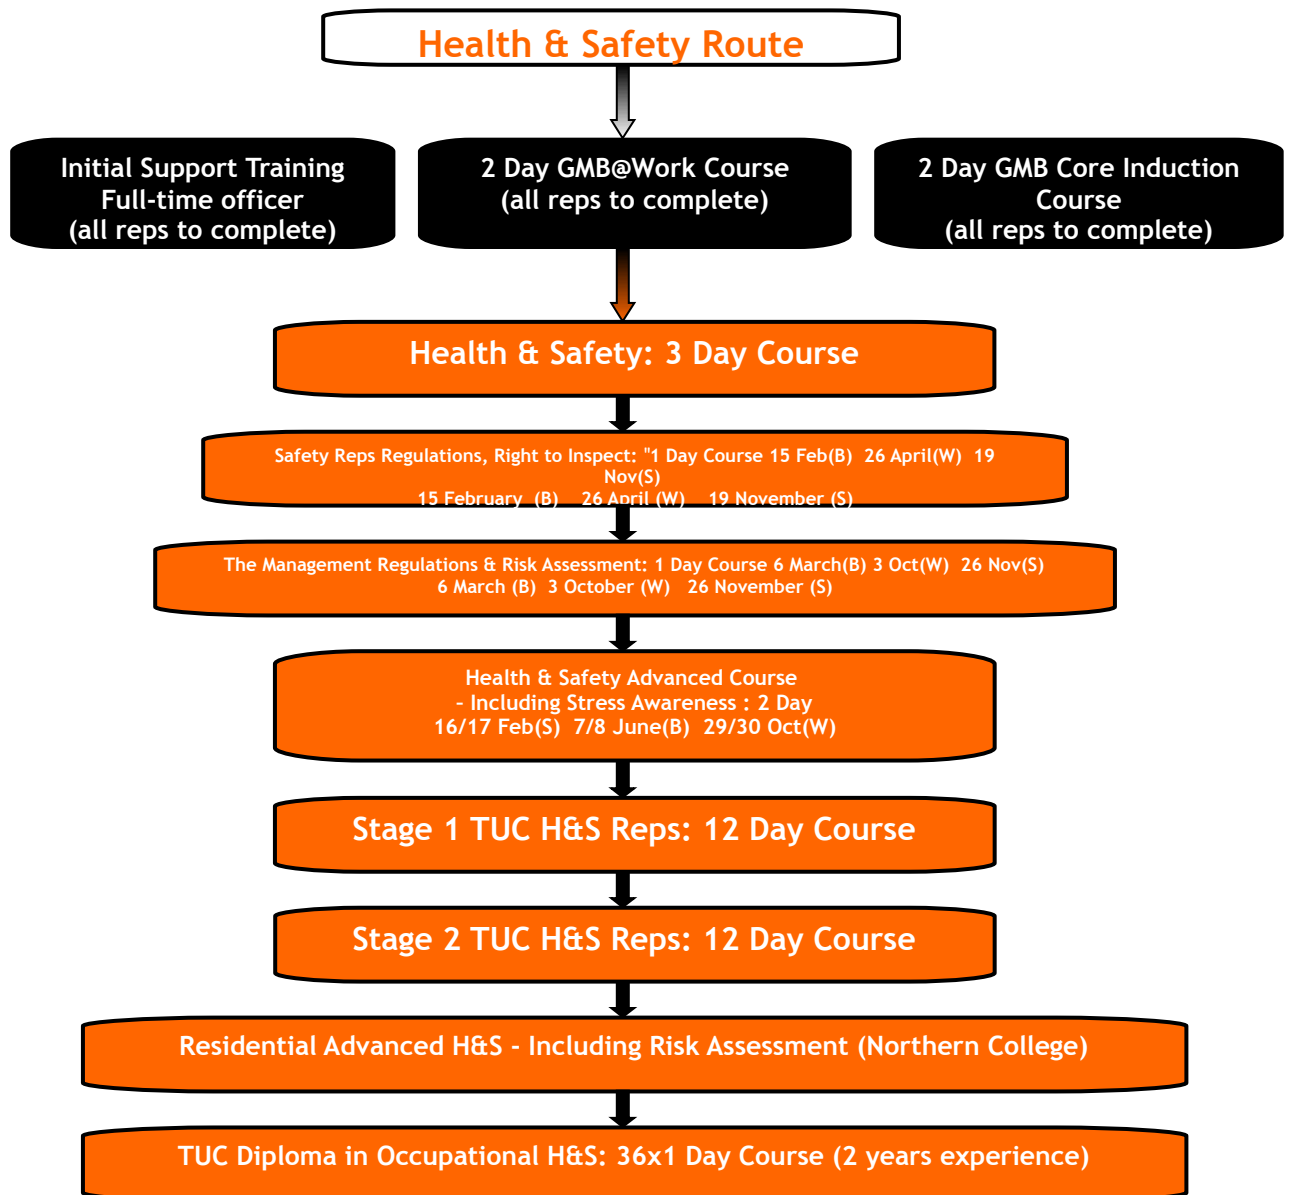 Health & Safety Route
Initial Support Training
Full-time officer
(all reps to complete)
2 Day GMB@Work Course
(all reps to complete)
2 Day GMB Core Induction
Course
(all reps to complete)
Health & Safety: 3 Day Course
Safety Reps Regulations, Right to Inspect: "1 Day Course 15 Feb(B) 26 April(W) 19
Nov(S)
15 February (B) 26 April (W) 19 November (S)
The Management Regulations & Risk Assessment: 1 Day Course 6 March(B) 3 Oct(W) 26 Nov(S)
6 March (B) 3 October (W) 26 November (S)
Health & Safety Advanced Course
– Including Stress Awareness : 2 Day
16/17 Feb(S) 7/8 June(B) 29/30 Oct(W)
Stage 1 TUC H&S Reps: 12 Day Course
Stage 2 TUC H&S Reps: 12 Day Course
Residential Advanced H&S - Including Risk Assessment (Northern College)
TUC Diploma in Occupational H&S: 36x1 Day Course (2 years experience)